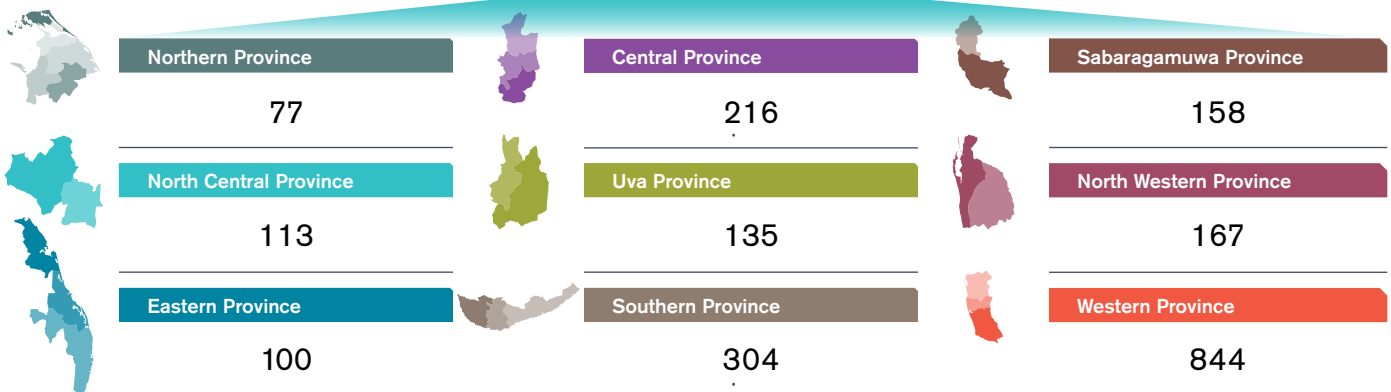 Northern Province
77
Central Province
216
Sabaragamuwa Province
158
North Central Province
113
Uva Province
135
North Western Province
167
Eastern Province
100
Southern Province
304
Western Province
844